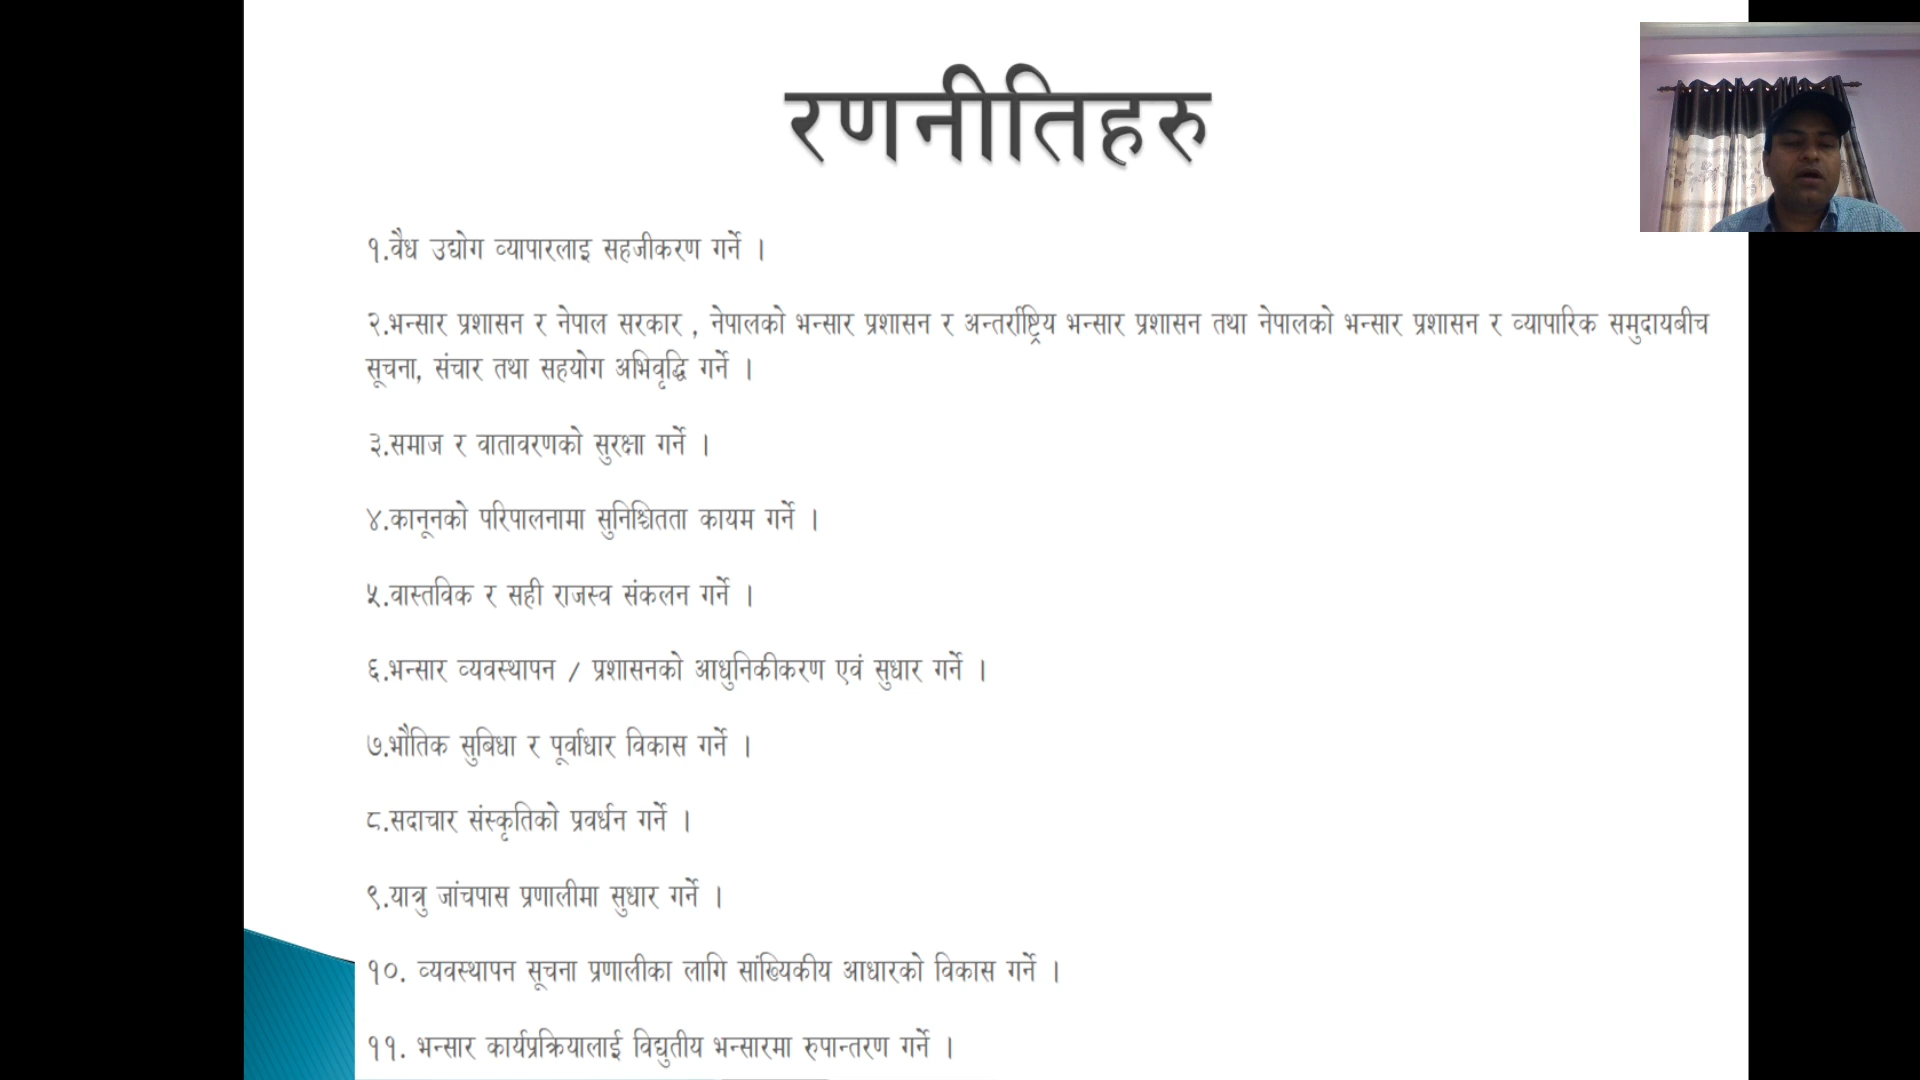 रणनीतिहरु
१.वैध उद्योग व्यापारलाइ सहजीकरण गर्ने ।
२.भन्सार प्रशासन र नेपाल सरकार , नेपालको भन्सार प्रशासन र अन्तर्राष्ट्रिय भन्सार प्रशासन तथा नेपालको भन्सार प्रशासन र व्यापारिक समुदायबीच
सूचना, संचार तथा सहयोग अभिवृद्धि गर्ने ।
३.समाज र वातावरणको सुरक्षा गर्ने ।
४.कानूनको परिपालनामा सुनिश्चितता कायम गर्ने ।
५.वास्तविक र सही राजस्व संकलन गर्ने ।
६.भन्सार व्यवस्थापन / प्रशासनको आधुनिकीकरण एवं सुधार गर्ने ।
७.भौतिक सुबिधा र पूर्वाधार विकास गर्ने ।
८.सदाचार संस्कृतिको प्रवर्धन गर्ने ।
९.यात्रु जांचपास प्रणालीमा सुधार गर्ने ।
१०. व्यवस्थापन सूचना प्रणालीका लागि सांख्यिकीय आधारको विकास गर्ने ।
११. भन्सार कार्यप्रक्रियालाई विद्युतीय भन्सारमा रुपान्तरण गर्ने ।